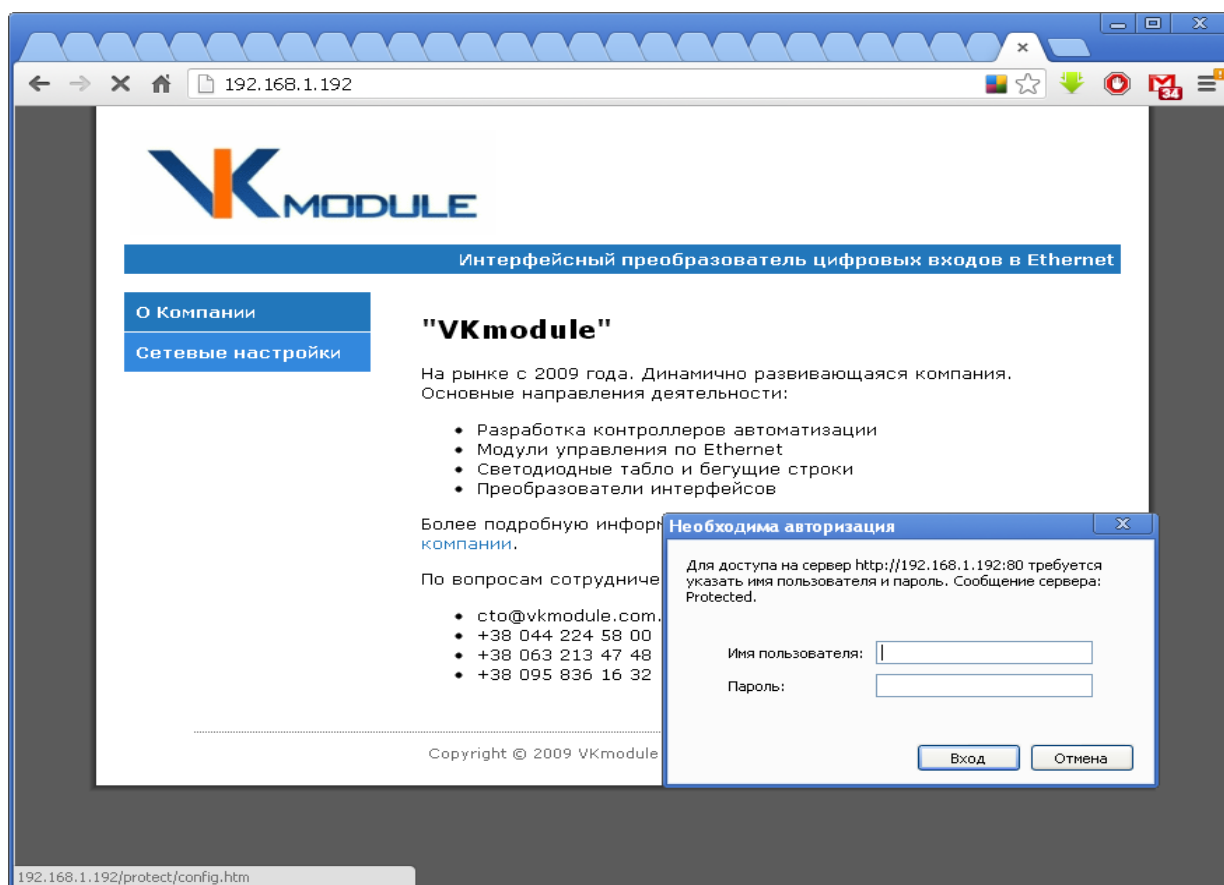 192.168.1.192
34
VKMODULE
Интерфейсный преобразователь цифровых входов в Ethernet
О Компании
Сетевые настройки
"VKmodule"
На рынке с 2009 года. Динамично развивающаяся компания.
Основные направления деятельности:
• Разработка контроллеров автоматизации
• Модули управления по Ethernet
• Светодиодные табло и бегущие строки
• Преобразователи интерфейсов
Более подробную
компании.
По вопросам
• cto@vkmodule.com.
• +38 044 224 58 00
• +38 063 213 47 48
• +38 095 836 16 32
Copyright © 2009 VKmodule
Необходима авторизация
Для доступа на сервер http://192.168.1.192:80 требуется
указать имя пользователя и пароль. Сообщение сервера:
Protected.
Имя пользователя:
Пароль:
Вход
Отмена
192.168.1.192/protect/config.htm